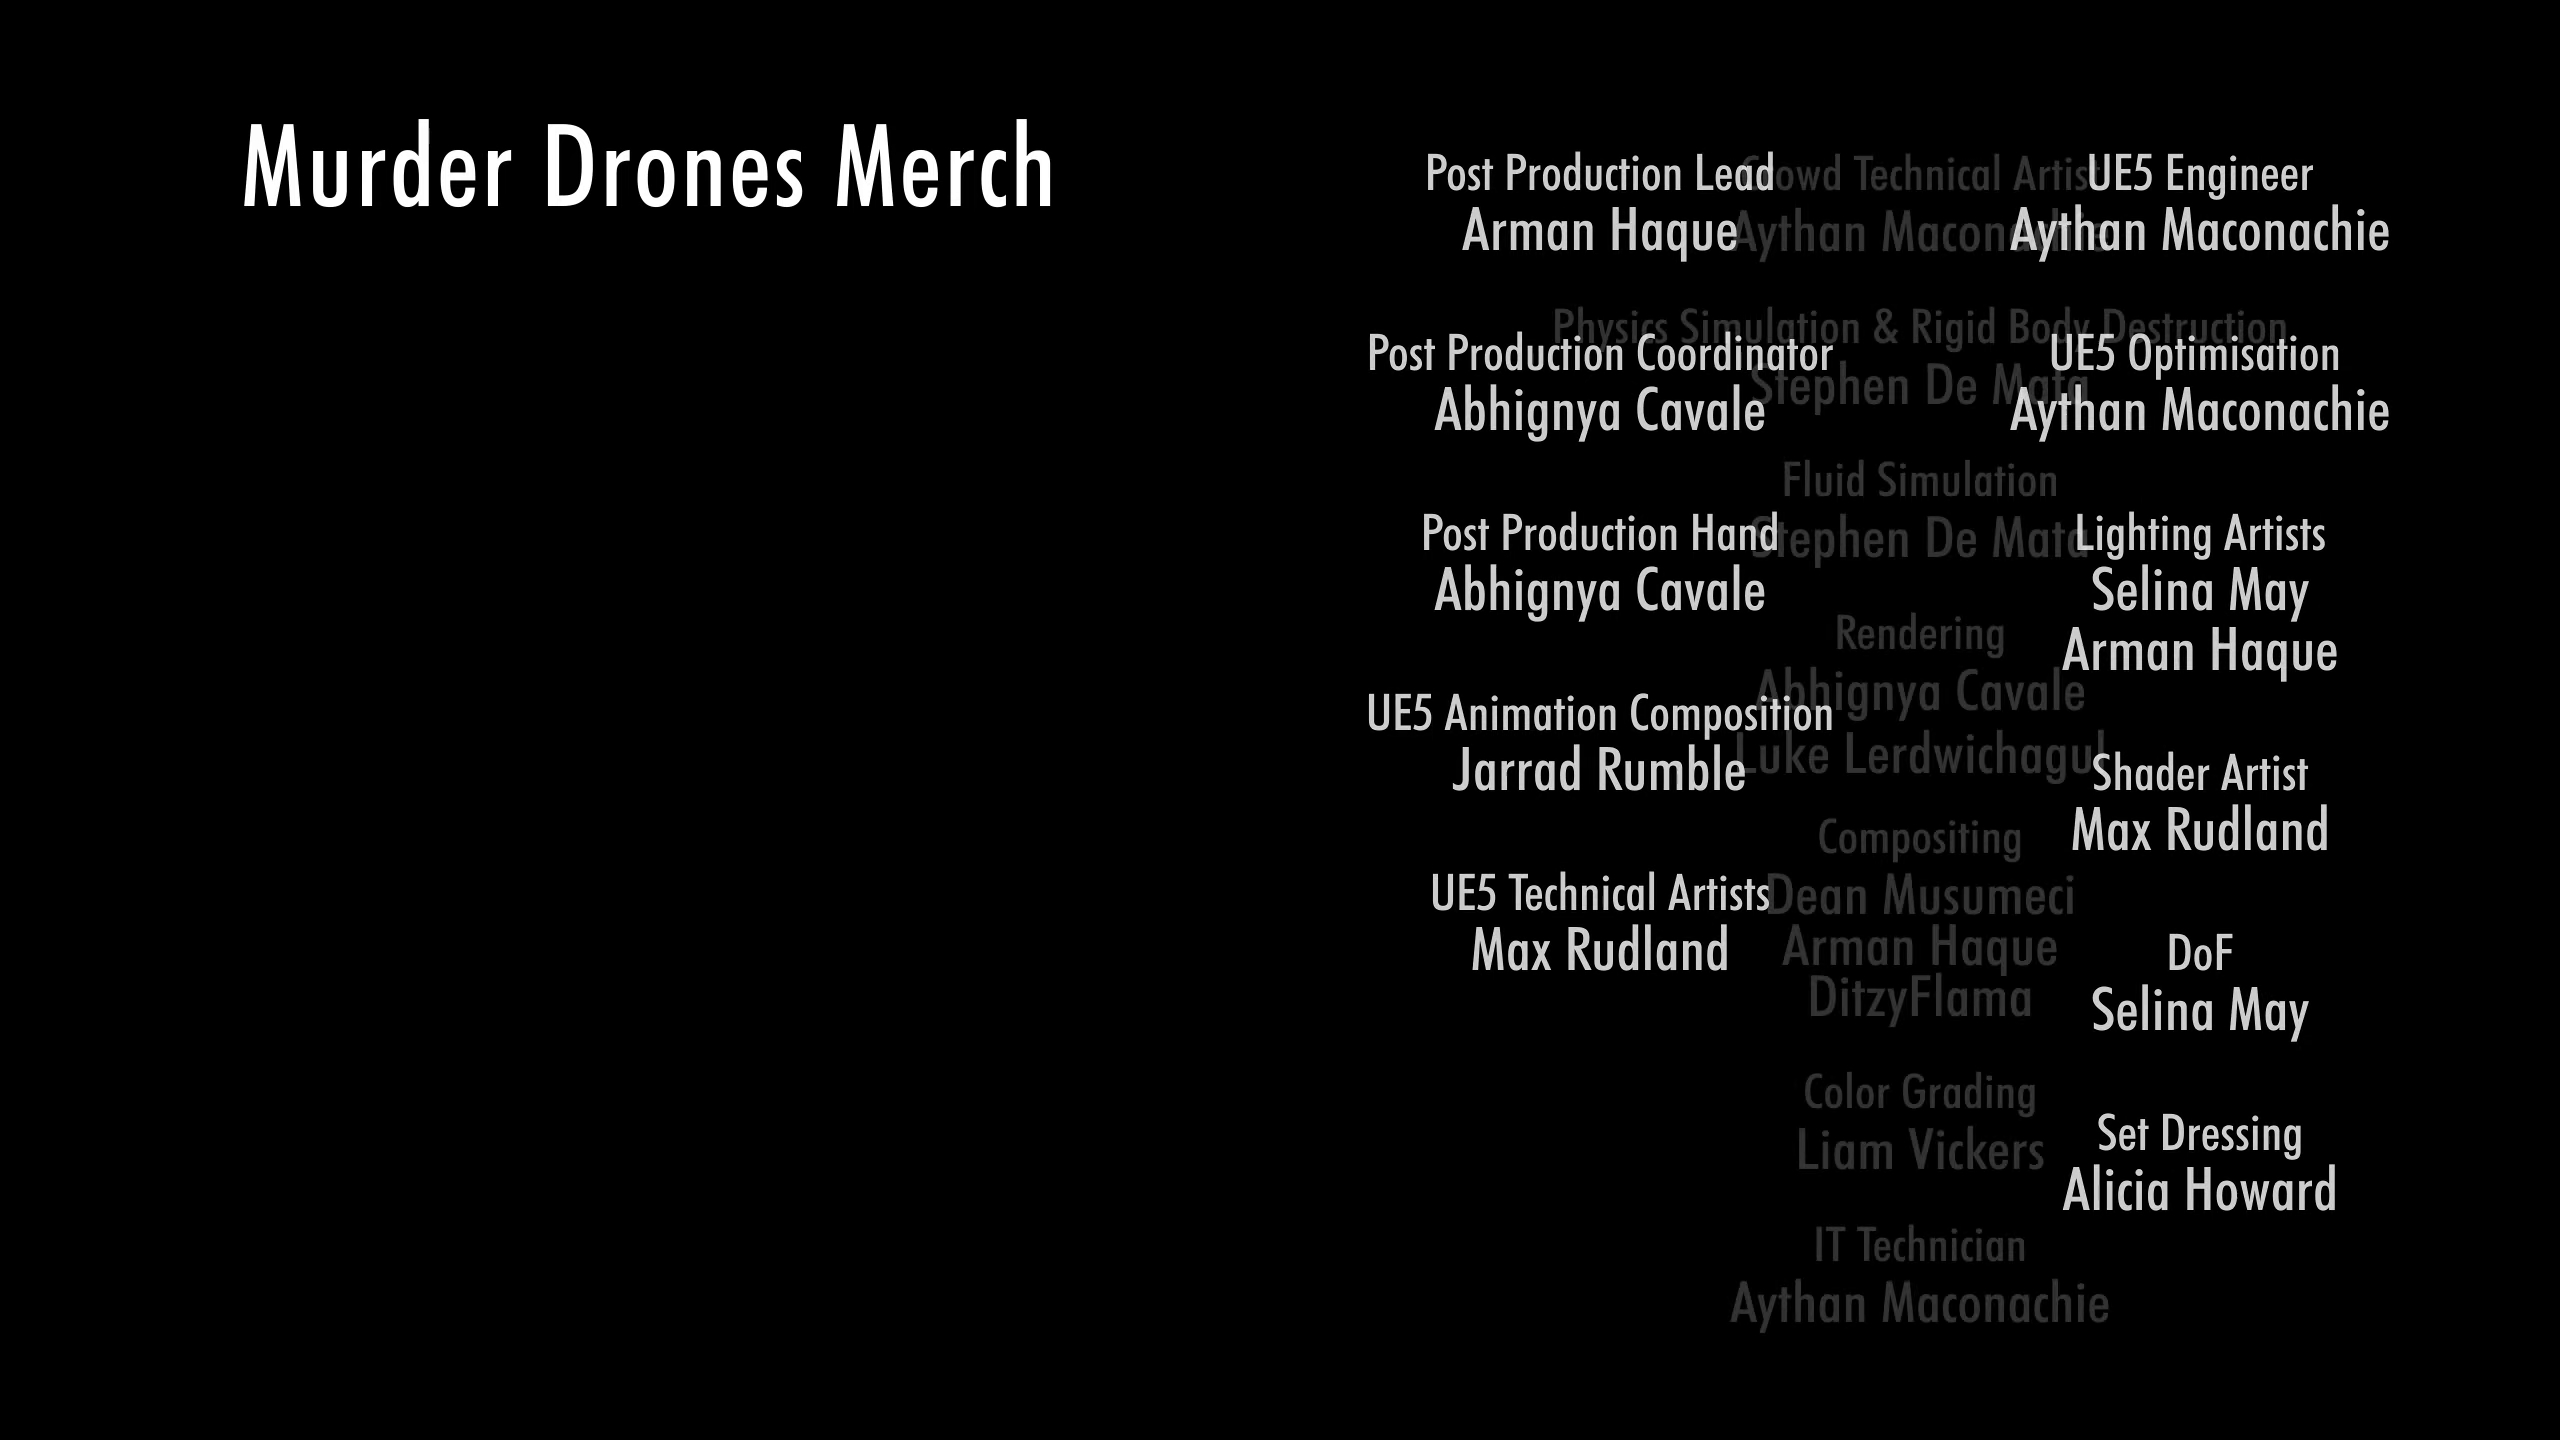 Murder Drones Merch
Post Production Lead
Arman Haque
Post Production Coordinator
Abhignya Cavale
Post Production Hand
Abhignya Cavale
UE5 Animation Composition
Jarrad Rumble
UE5 Technical Artists
Max Rudland
Crowd Technical Artist
Aythan Maconachie
Physics Simulation & Rigid Body Destruction
Stephen De Mata
Fluid Simulation
Stephen De Mata
Rendering
Abhignya Cavale
Luke Lerdwichagul
Compositing
Dean Musumeci
Arman Haque
DitzyFlama
Color Grading
Liam Vickers
IT Technician
Aythan Maconachie
UE5 Engineer
Aythan Maconachie
UE5 Optimisation
Aythan Maconachie
Lighting Artists
Selina May
Arman Haque
Shader Artist
Max Rudland
DoF
Selina May
Set Dressing
Alicia Howard